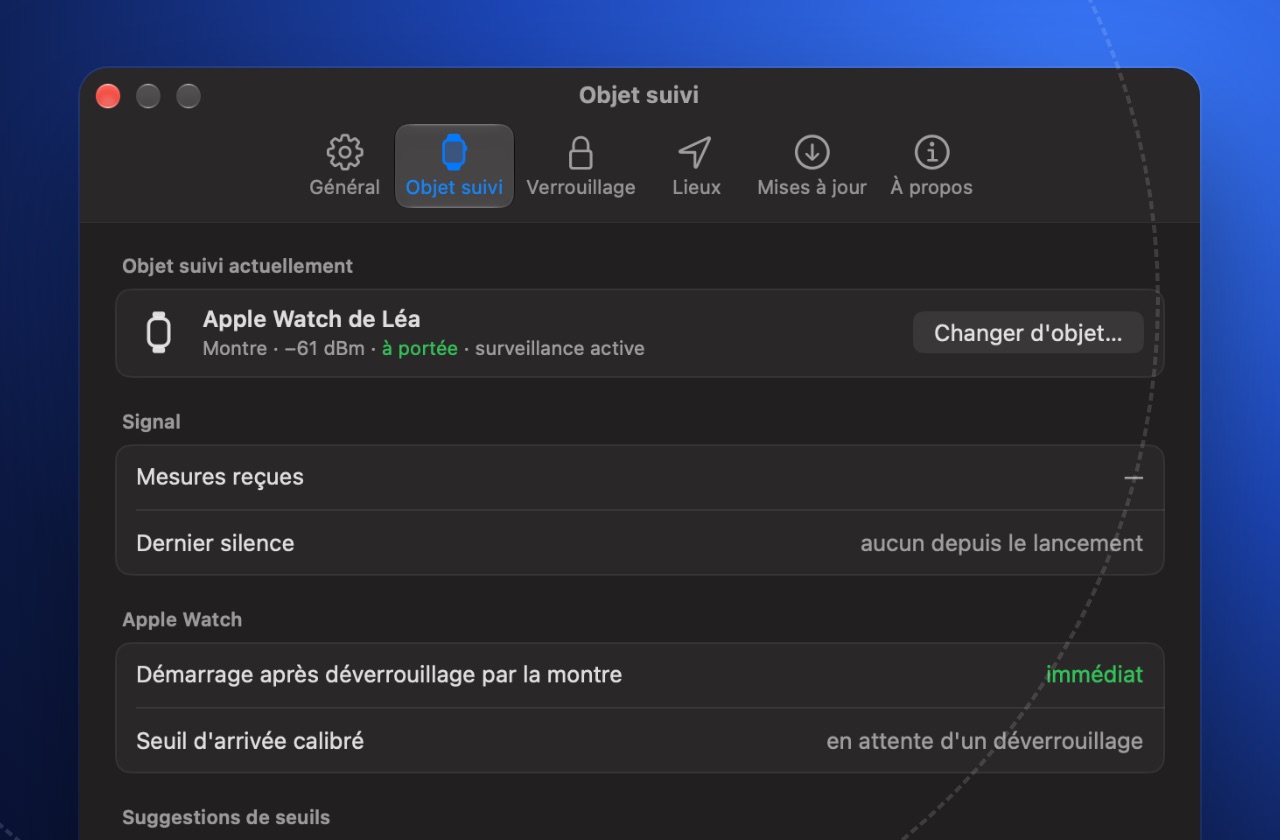 Objet suivi
Général
Objet suivi
Verrouillage
Lieux
Mises à jour
À propos
Objet suivi actuellement
Apple Watch de Léa
Montre · −61 dBm · à portée · surveillance active
Changer d'objet...
Signal
Mesures reçues —
Dernier silence aucun depuis le lancement
Apple Watch
Démarrage après déverrouillage par la montre immédiat
Seuil d'arrivée calibré en attente d'un déverrouillage
Suggestions de seuils